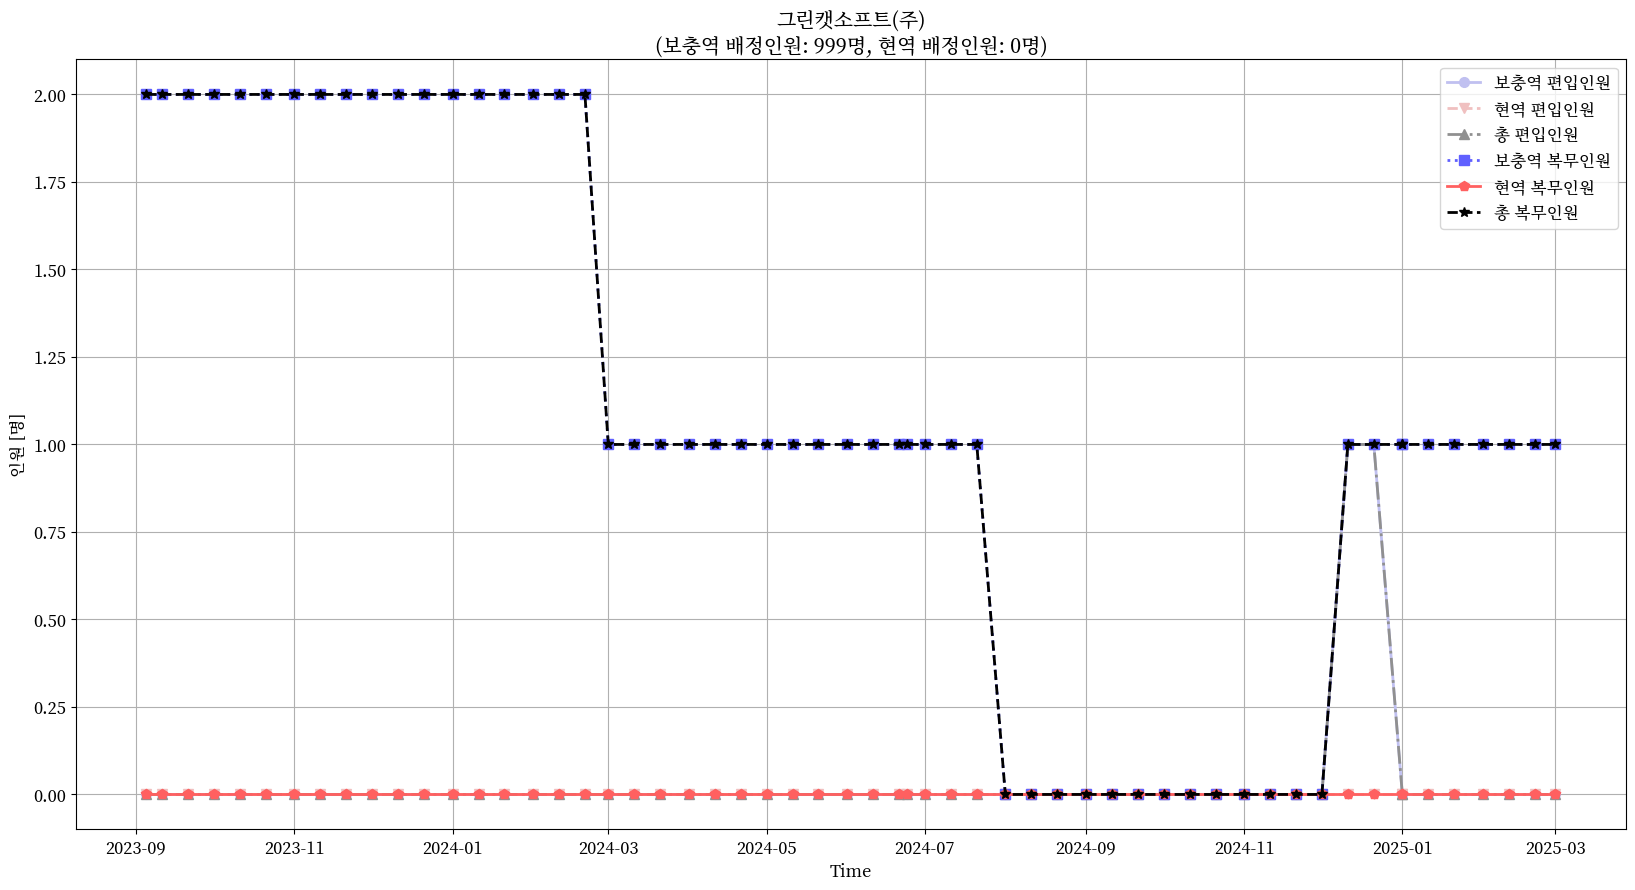 그린캣소프트(주)
(보충역 배정인원: 999명, 현역 배정인원: 0명)
보충역 편입인원
현역 편입인원
총 편입인원
보충역 복무인원
현역 복무인원
총 복무인원
2.00
1.75
1.50
1.25
1.00
0.75
0.50
0.25
0.00
인원 [명]
2023-09
2023-11
2024-01
2024-03
2024-05
2024-07
2024-09
2024-11
2025-01
2025-03
Time